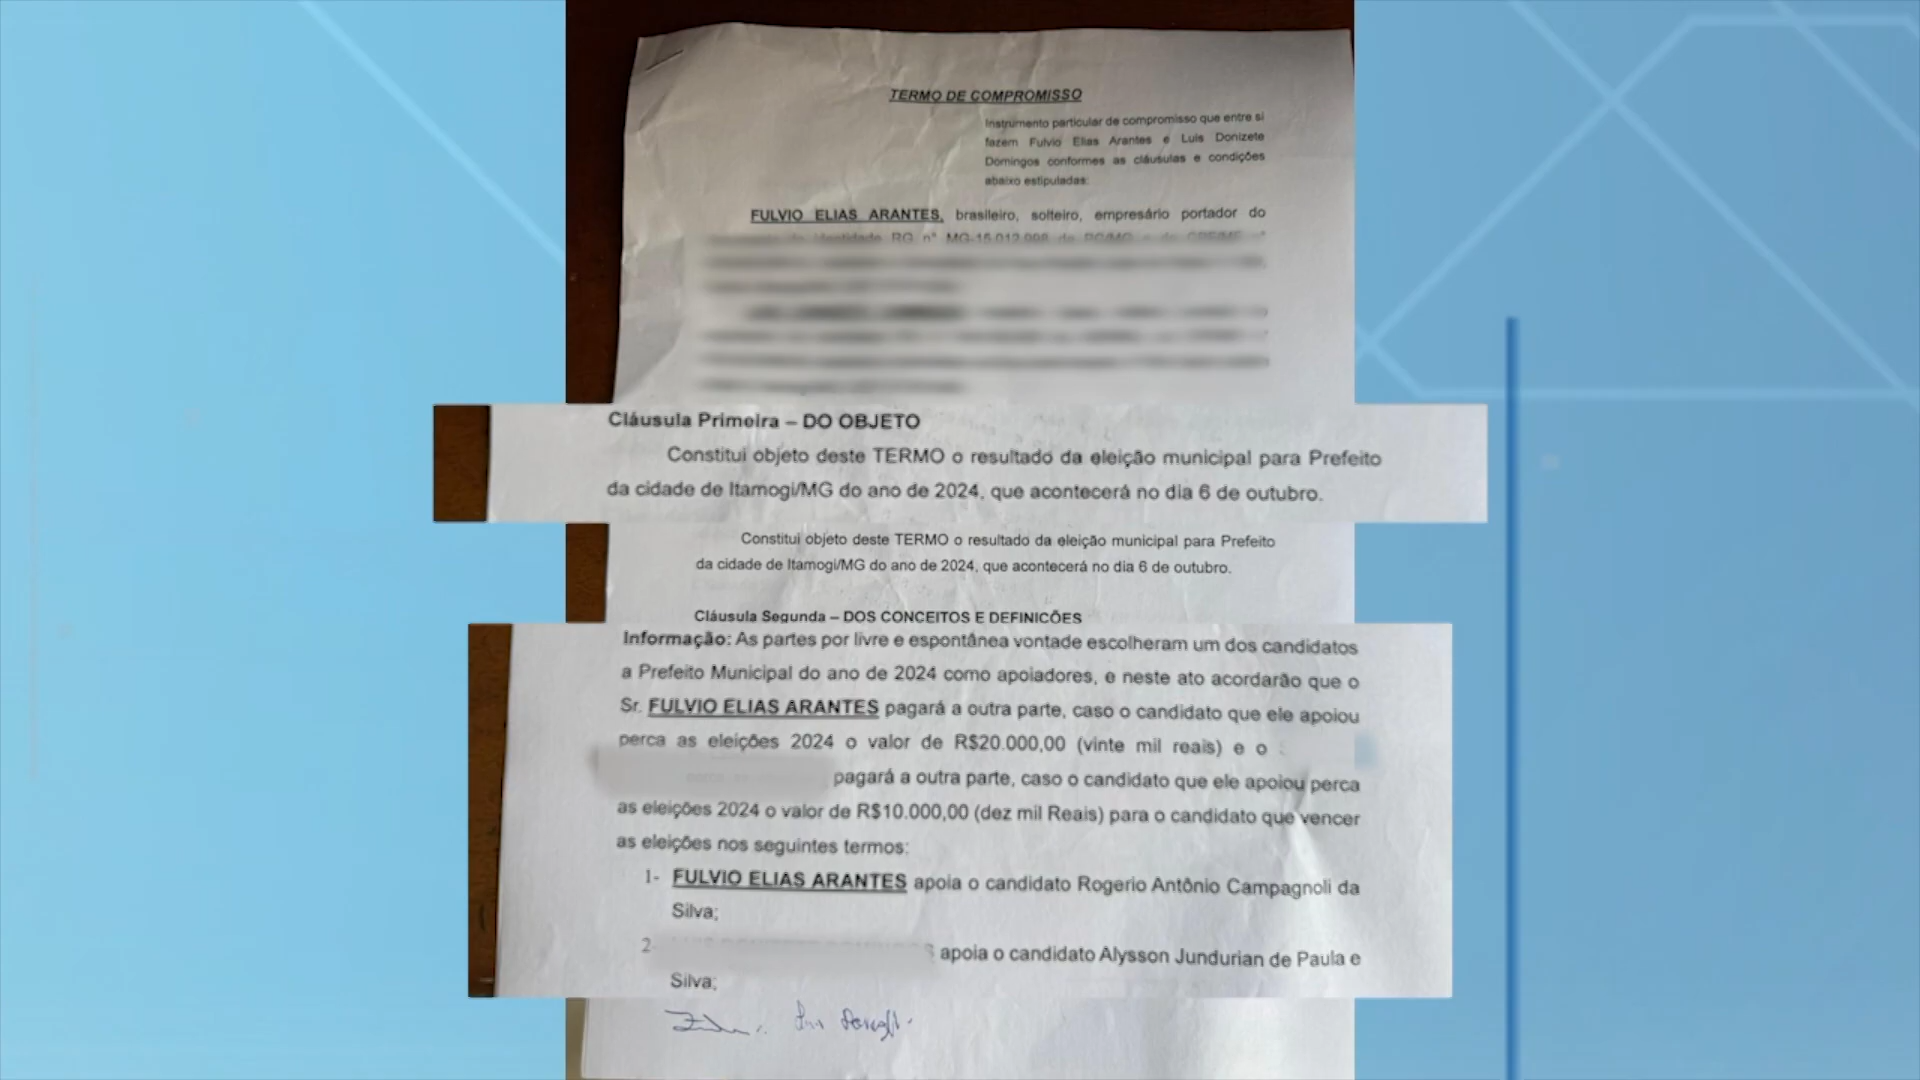 TERMO DE COMPROMISSO
Instrumento particular de compromisso que entre si
fazem Fulvio Elias Arantes e Luis Donizete
Domingos conformes as cláusulas e condições
abaixo estipuladas:
FULVIO ELIAS ARANTES, brasileiro, solteiro, empresário portador do
Cláusula Primeira – DO OBJETO
Constitui objeto deste TERMO o resultado da eleição municipal para Prefeito
da cidade de Itamogi/MG do ano de 2024, que acontecerá no dia 6 de outubro.
Constitui objeto deste TERMO o resultado da eleição municipal para Prefeito
da cidade de Itamogi/MG do ano de 2024, que acontecerá no dia 6 de outubro.
Cláusula Segunda – DOS CONCEITOS E DEFINICÕES
Informação: As partes por livre e espontânea vontade escolheram um dos candidatos
a Prefeito Municipal do ano de 2024 como apoiadores, e neste ato acordarão que o
Sr. FULVIO ELIAS ARANTES pagará a outra parte, caso o candidato que ele apoiou
perca as eleições 2024 o valor de R$20.000,00 (vinte mil reais) e o
pagará a outra parte, caso o candidato que ele apoiou perca
as eleições 2024 o valor de R$10.000,00 (dez mil Reais) para o candidato que vencer
as eleições nos seguintes termos:
1- FULVIO ELIAS ARANTES apoia o candidato Rogerio Antônio Campagnoli da
Silva;
2 apoia o candidato Alysson Jundurian de Paula e
Silva;